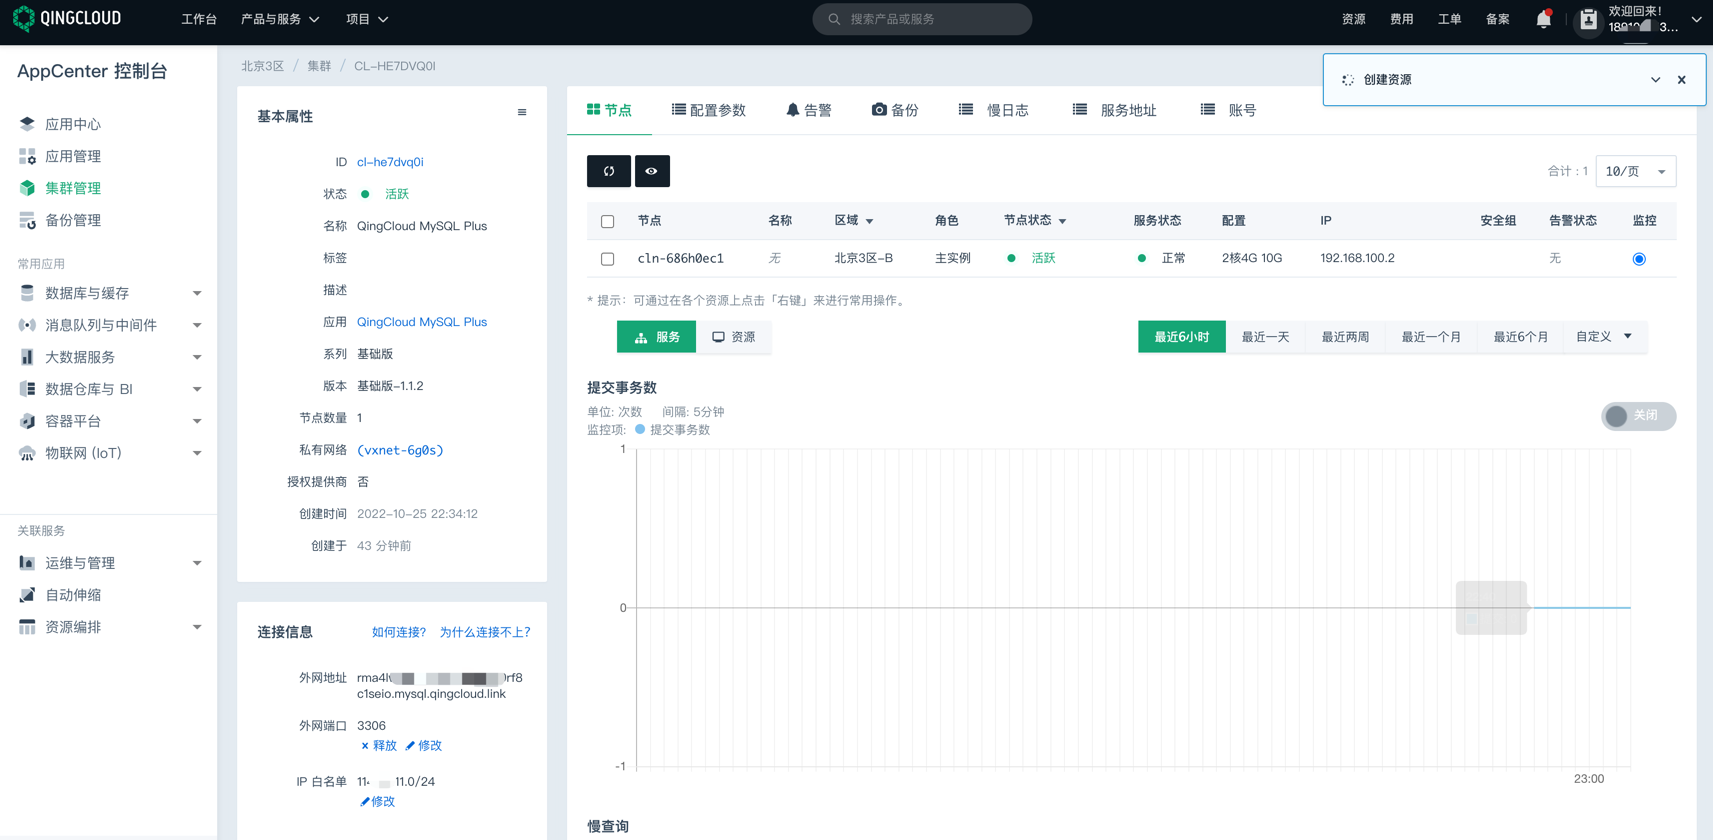 QINGCLOUD
工作台
产品与服务
项目
搜索产品或服务
资源
费用
工单
备案
欢迎回来!
AppCenter 控制台
应用中心
应用管理
集群管理
备份管理
常用应用
数据库与缓存
消息队列与中间件
大数据服务
数据仓库与 BI
容器平台
物联网 (IoT)
关联服务
运维与管理
自动伸缩
资源编排
北京3区 / 集群 / CL-HE7DVQ0I
创建资源
基本属性
ID cl-he7dvq0i
状态 活跃
名称 QingCloud MySQL Plus
标签
描述
应用 QingCloud MySQL Plus
系列 基础版
版本 基础版-1.1.2
节点数量 1
私有网络 (vxnet-6g0s)
授权提供商 否
创建时间 2022-10-25 22:34:12
创建于 43 分钟前
连接信息 如何连接? 为什么连接不上?
外网地址
c1seio.mysql.qingcloud.link
外网端口 3306
× 释放 修改
IP 白名单 11.0/24
修改
节点
配置参数
告警
备份
慢日志
服务地址
账号
合计 : 1
10/页
节点 名称 区域 角色 节点状态 服务状态 配置 IP 安全组 告警状态 监控
cln-686h0ec1 无 北京3区-B 主实例 活跃 正常 2核4G 10G 192.168.100.2 无
* 提示：可通过在各个资源上点击「右键」来进行常用操作。
服务
资源
最近6小时
最近一天
最近两周
最近一个月
最近6个月
自定义
提交事务数
单位: 次数 间隔: 5分钟
监控项: 提交事务数
关闭
1
0
-1
23:00
慢查询